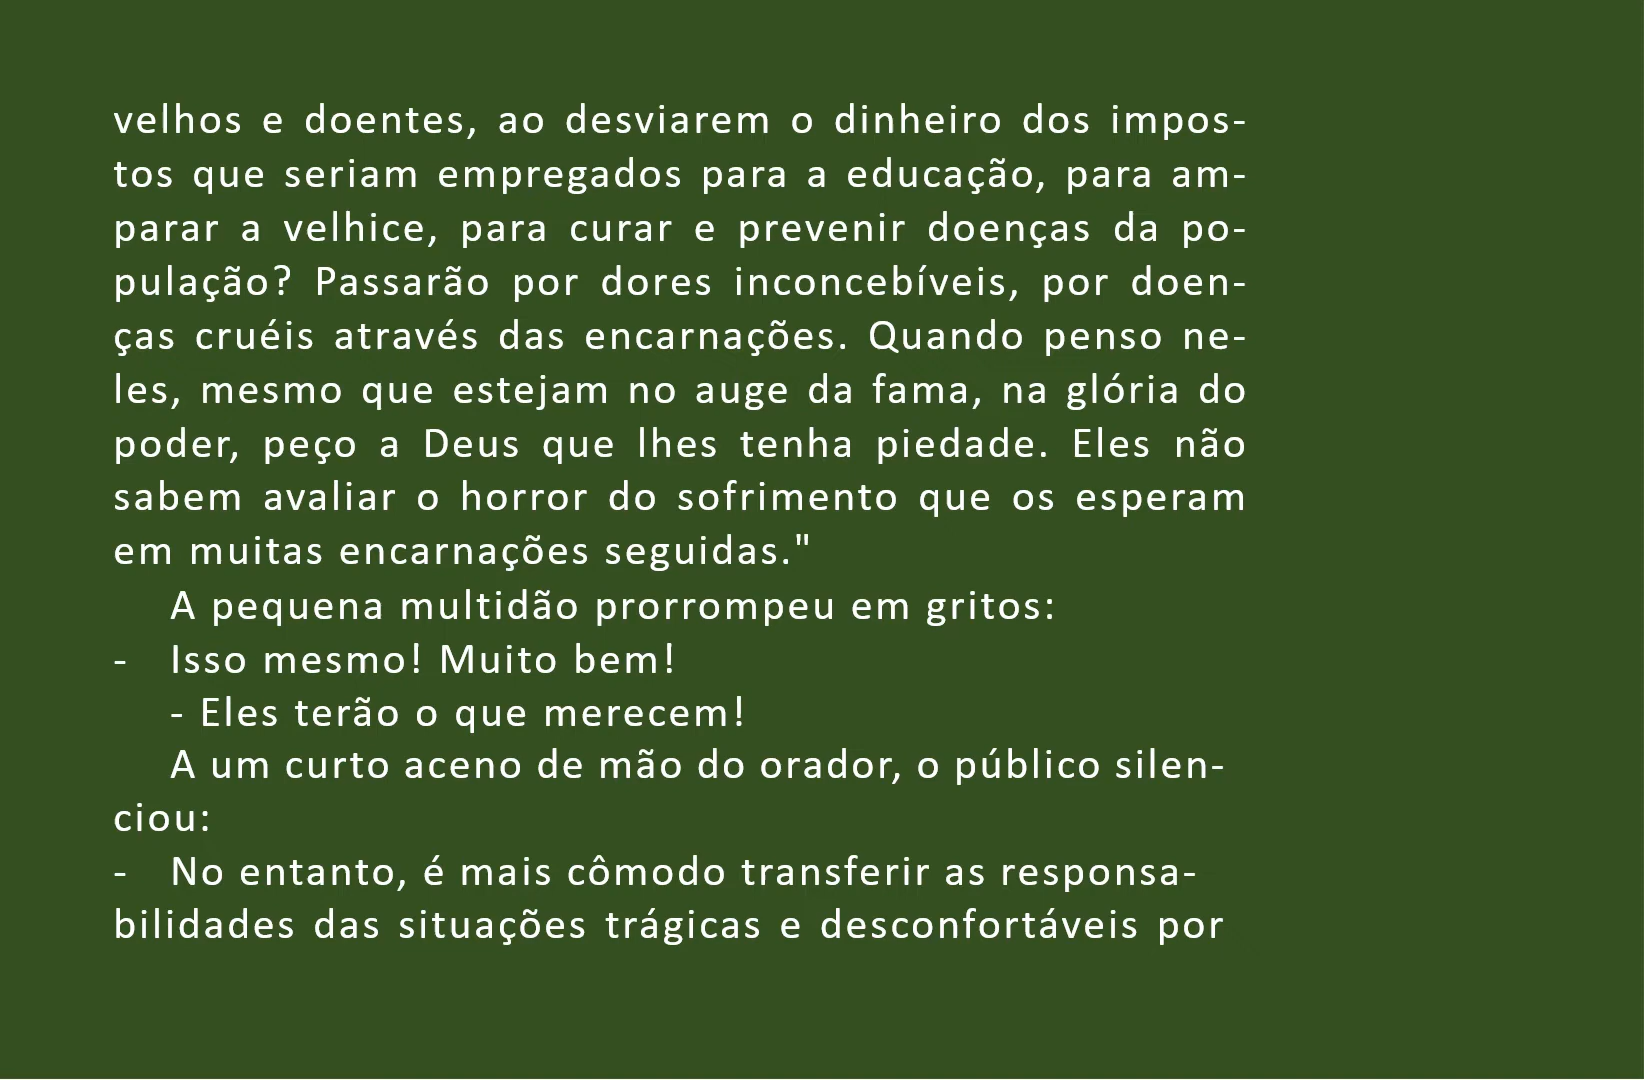 velhos e doentes, ao desviarem o dinheiro dos impos-
tos que seriam empregados para a educação, para am-
parar a velhice, para curar e prevenir doenças da po-
pulação? Passarão por dores inconcebíveis, por doen-
ças cruéis através das encarnações. Quando penso ne-
les, mesmo que estejam no auge da fama, na glória do
poder, peço a Deus que lhes tenha piedade. Eles não
sabem avaliar o horror do sofrimento que os esperam
em muitas encarnações seguidas."
A pequena multidão prorrompeu em gritos:
- Isso mesmo! Muito bem!
- Eles terão o que merecem!
A um curto aceno de mão do orador, o público silen-
ciou:
- No entanto, é mais cômodo transferir as responsa-
bilidades das situações trágicas e desconfortáveis por